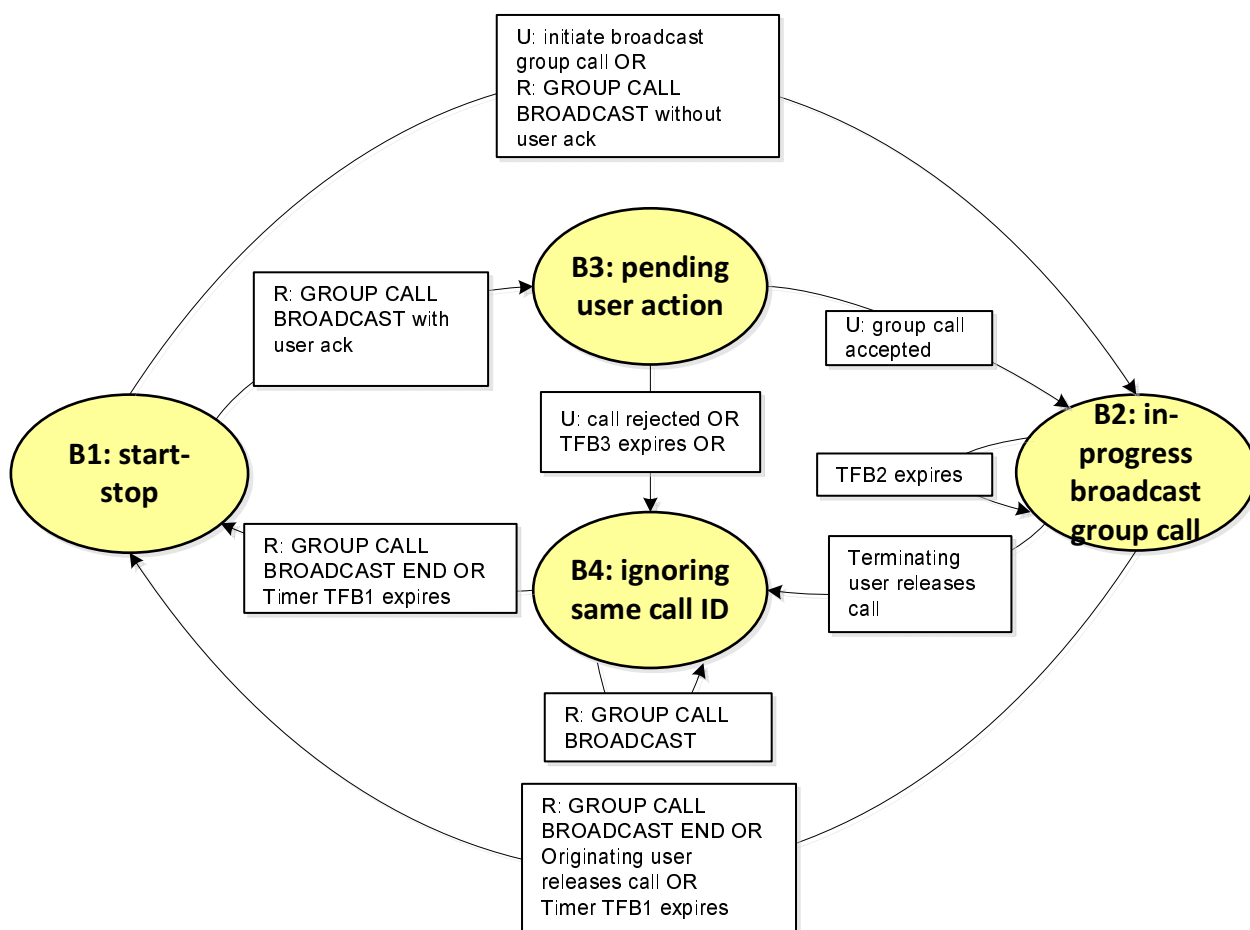 U: initiate broadcast
group call OR
R: GROUP CALL
BROADCAST without
user ack
B3: pending
user action
R: GROUP CALL
BROADCAST with
user ack
U: group call
accepted
U: call rejected OR
TFB3 expires OR
B1: start-
stop
B2: in-
progress
broadcast
group call
TFB2 expires
R: GROUP CALL
BROADCAST END OR
Timer TFB1 expires
B4: ignoring
same call ID
Terminating
user releases
call
R: GROUP CALL
BROADCAST
R: GROUP CALL
BROADCAST END OR
Originating user
releases call OR
Timer TFB1 expires